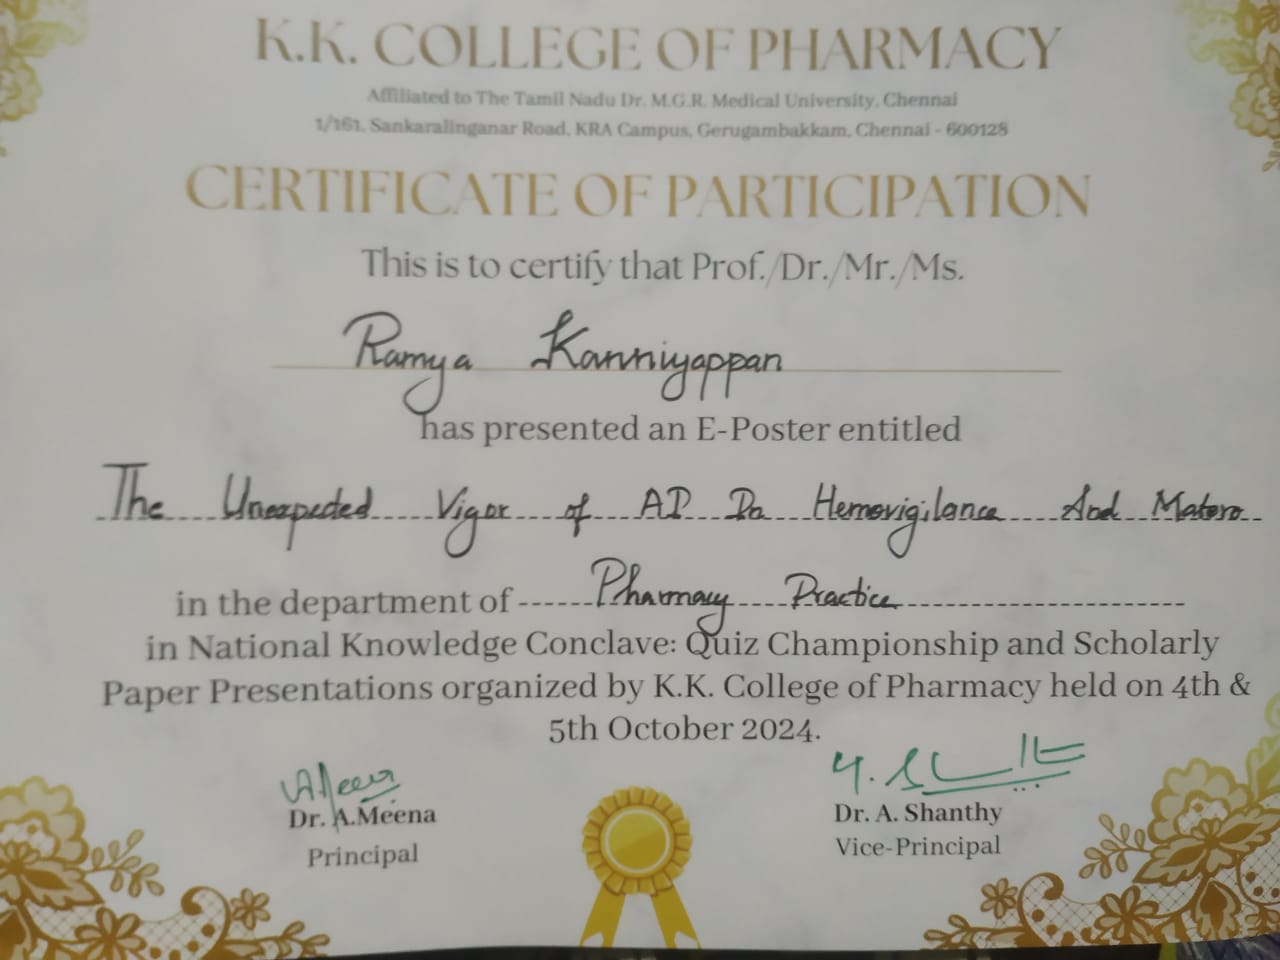 K.K. COLLEGE OF PHARMACY
Affiliated to The Tamil Nadu Dr. M.G.R. Medical University, Chennai
1/161, Sankaralinganar Road, KRA Campus, Gerugambakkam, Chennai - 600128
CERTIFICATE OF PARTICIPATION
This is to certify that Prof./Dr./Mr./Ms.
Ramya Kanniyappan
has presented an E-Poster entitled
The Unexpected Vigor of AI In Hemovigilance And Matero
in the department of Pharmacy Practice
in National Knowledge Conclave: Quiz Championship and Scholarly
Paper Presentations organized by K.K. College of Pharmacy held on 4th &
5th October 2024.
Dr. A.Meena
Dr. A. Shanthy
Principal
Vice-Principal